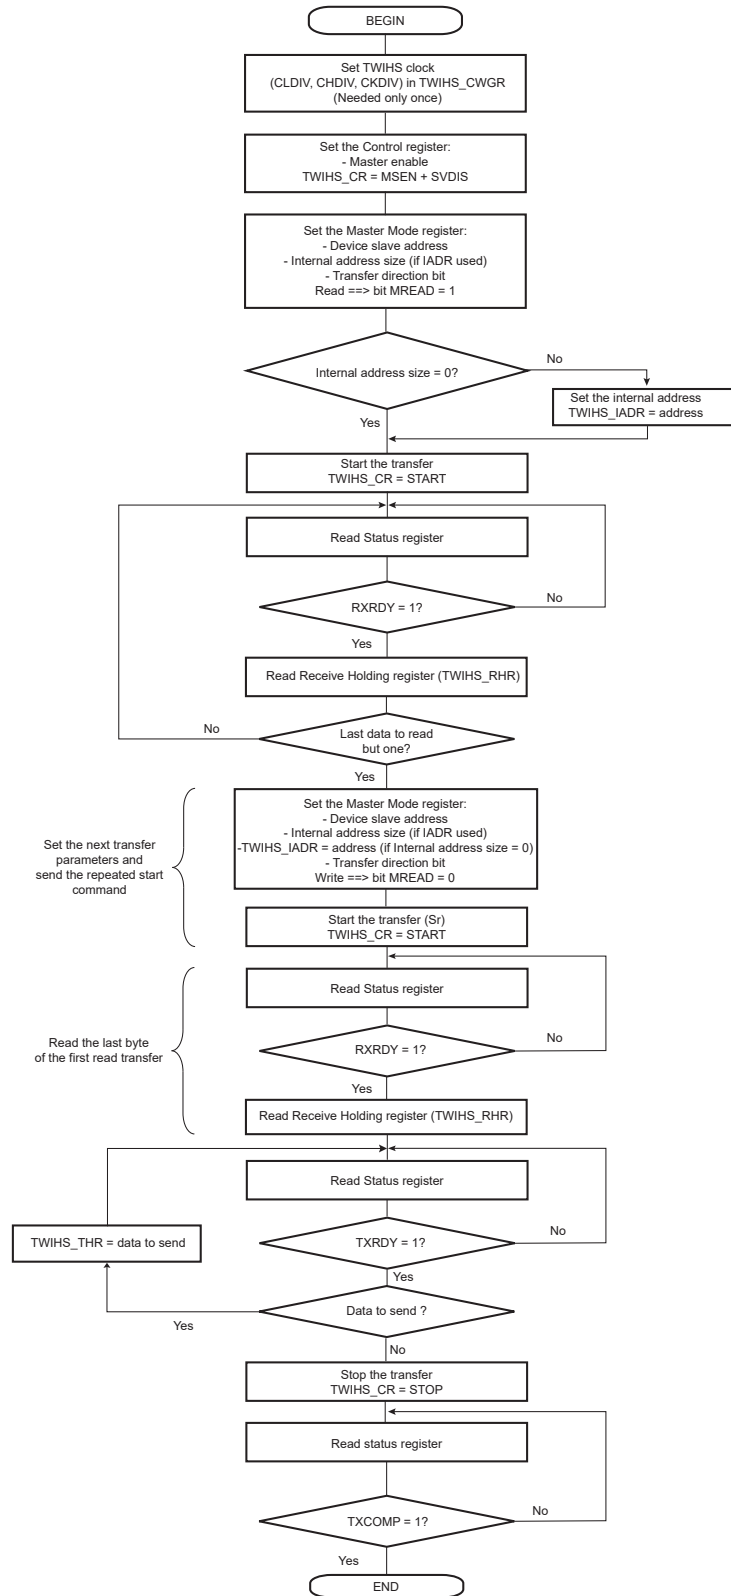 BEGIN
Set TWIHS clock
(CLDIV, CHDIV, CKDIV) in TWIHS_CWGR
(Needed only once)
Set the Control register:
- Master enable
TWIHS_CR = MSEN + SVDIS
Set the Master Mode register:
- Device slave address
- Internal address size (if IADR used)
- Transfer direction bit
Read ==> bit MREAD = 1
Internal address size = 0?
No
Set the internal address
TWIHS_IADR = address
Yes
Start the transfer
TWIHS_CR = START
Read Status register
RXRDY = 1?
No
Yes
Read Receive Holding register (TWIHS_RHR)
Last data to read
but one?
No
Yes
Set the next transfer
parameters and
send the repeated start
command
Set the Master Mode register:
- Device slave address
- Internal address size (if IADR used)
-TWIHS_IADR = address (if Internal address size = 0)
- Transfer direction bit
Write ==> bit MREAD = 0
Start the transfer (Sr)
TWIHS_CR = START
Read the last byte
of the first read transfer
Read Status register
RXRDY = 1?
No
Yes
Read Receive Holding register (TWIHS_RHR)
Read Status register
TWIHS_THR = data to send
TXRDY = 1?
No
Yes
Data to send ?
Yes
No
Stop the transfer
TWIHS_CR = STOP
Read status register
TXCOMP = 1?
No
Yes
END